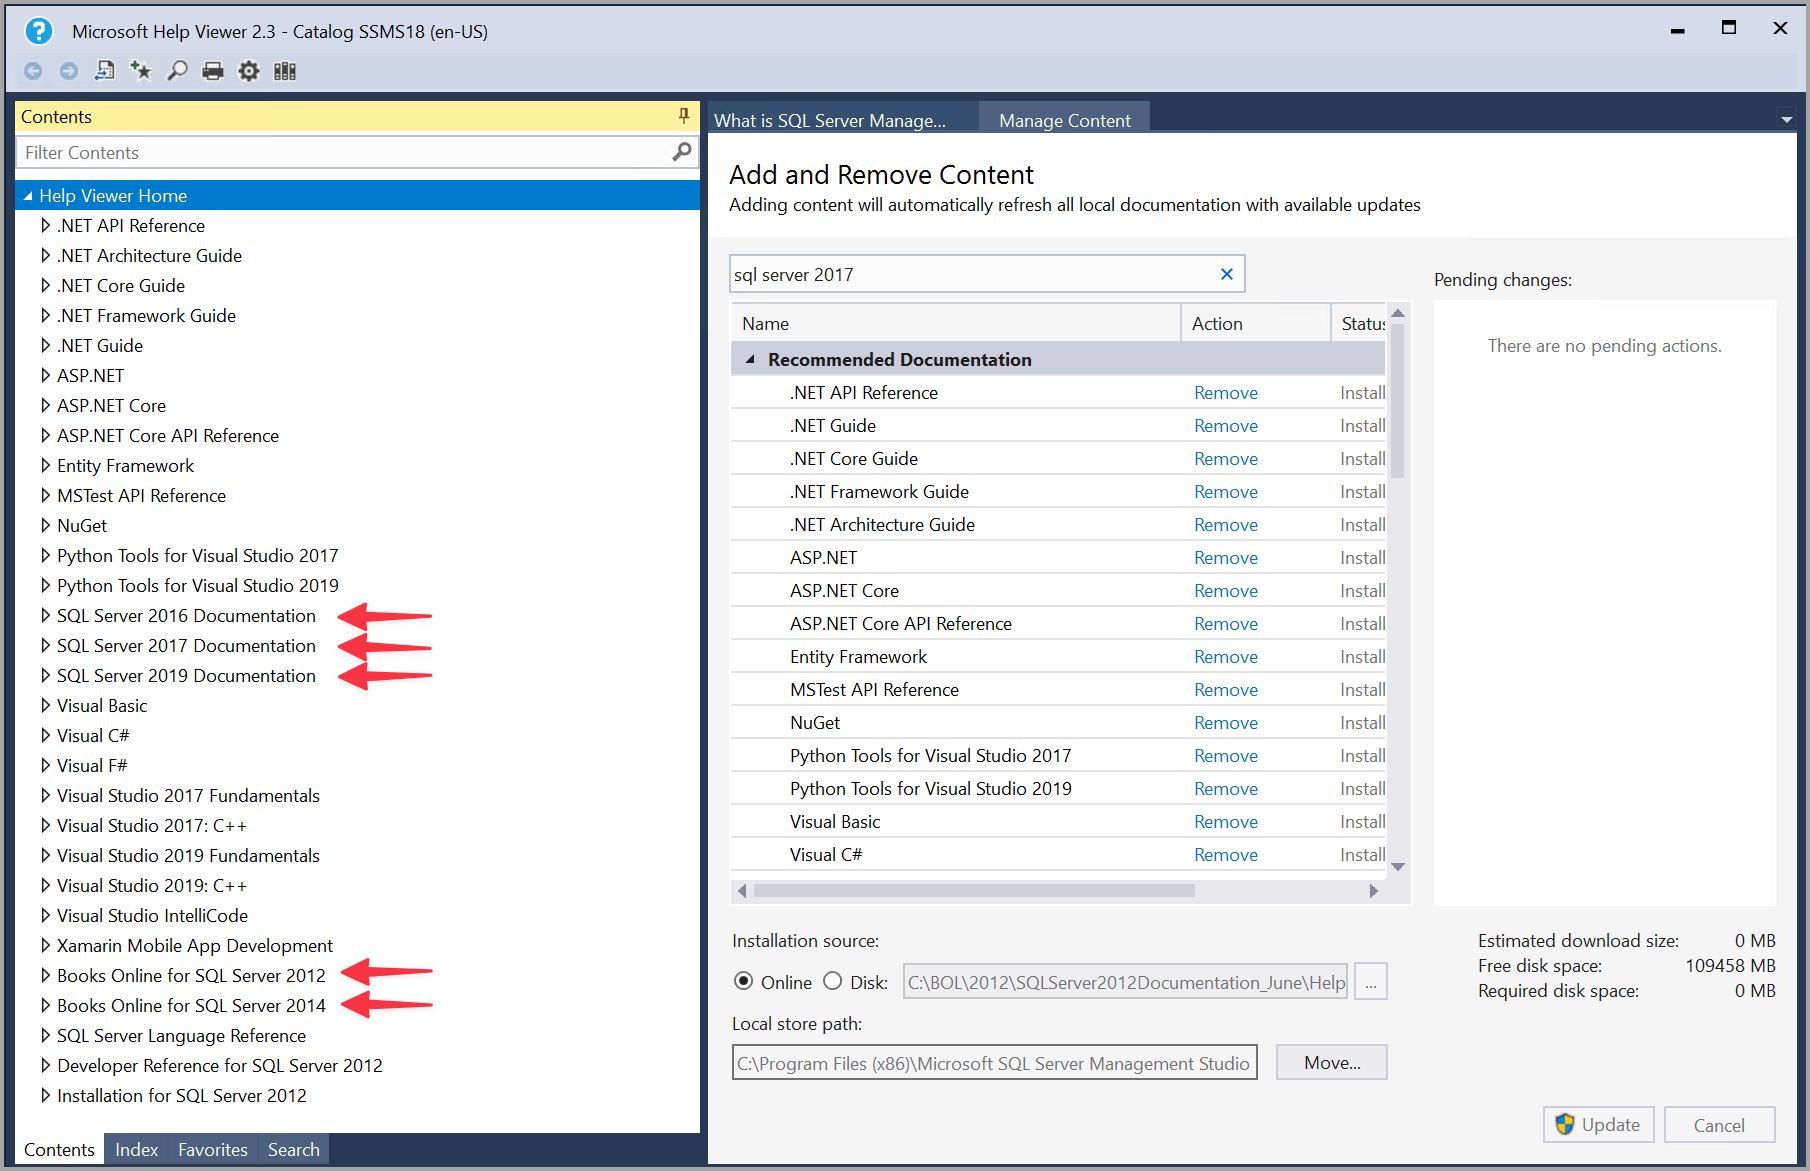 Microsoft Help Viewer 2.3 - Catalog SSMS18 (en-US)
Contents
Filter Contents
Help Viewer Home
.NET API Reference
.NET Architecture Guide
.NET Core Guide
.NET Framework Guide
.NET Guide
ASP.NET
ASP.NET Core
ASP.NET Core API Reference
Entity Framework
MSTest API Reference
NuGet
Python Tools for Visual Studio 2017
Python Tools for Visual Studio 2019
SQL Server 2016 Documentation
SQL Server 2017 Documentation
SQL Server 2019 Documentation
Visual Basic
Visual C#
Visual F#
Visual Studio 2017 Fundamentals
Visual Studio 2017: C++
Visual Studio 2019 Fundamentals
Visual Studio 2019: C++
Visual Studio IntelliCode
Xamarin Mobile App Development
Books Online for SQL Server 2012
Books Online for SQL Server 2014
SQL Server Language Reference
Developer Reference for SQL Server 2012
Installation for SQL Server 2012
Contents Index Favorites Search
What is SQL Server Manage... Manage Content
Add and Remove Content
Adding content will automatically refresh all local documentation with available updates
sql server 2017
Name Action Status
Recommended Documentation
.NET API Reference Remove Install
.NET Guide Remove Install
.NET Core Guide Remove Install
.NET Framework Guide Remove Install
.NET Architecture Guide Remove Install
ASP.NET Remove Install
ASP.NET Core Remove Install
ASP.NET Core API Reference Remove Install
Entity Framework Remove Install
MSTest API Reference Remove Install
NuGet Remove Install
Python Tools for Visual Studio 2017 Remove Install
Python Tools for Visual Studio 2019 Remove Install
Visual Basic Remove Install
Visual C# Remove Install
Pending changes:
There are no pending actions.
Installation source:
Online Disk: C:\BOL\2012\SQLServer2012Documentation_June\Help ...
Local store path:
C:\Program Files (x86)\Microsoft SQL Server Management Studio Move...
Estimated download size: 0 MB
Free disk space: 109458 MB
Required disk space: 0 MB
Update Cancel